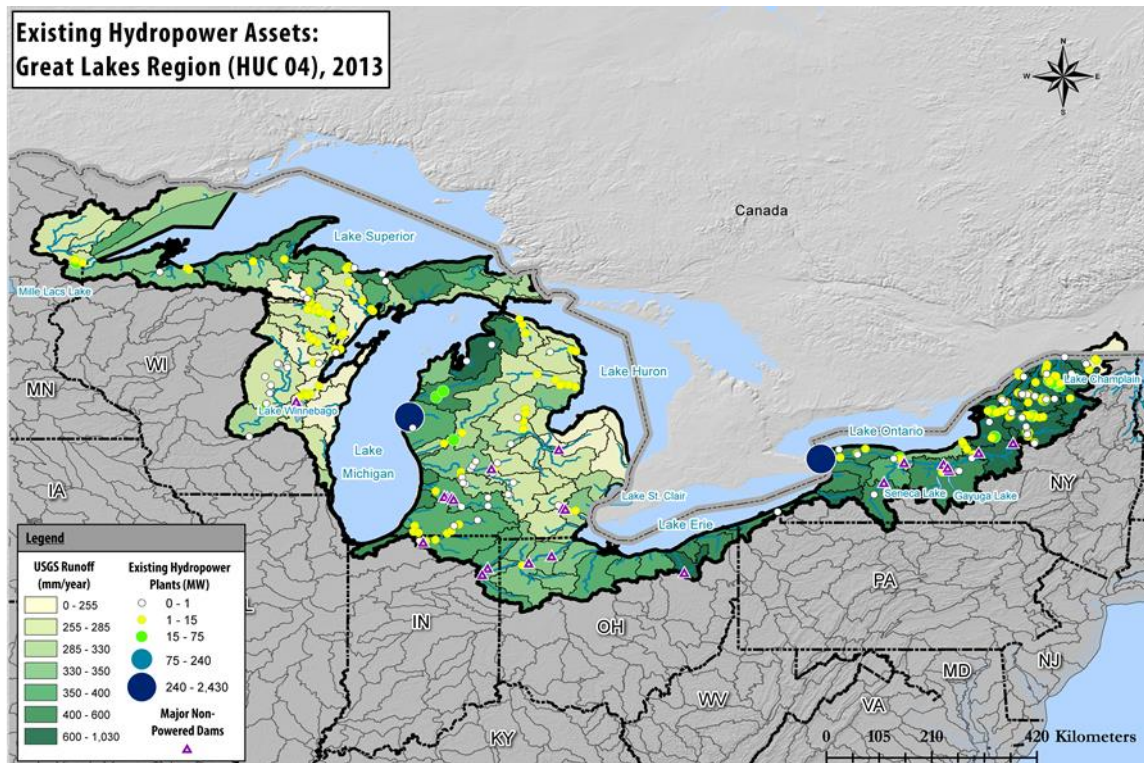 Existing Hydropower Assets:
Great Lakes Region (HUC 04), 2013
N
W E
S
Canada
Lake Superior
Mille Lacs Lake
WI
MN
Lake Huron
Lake Champlain
Lake Winnebago
Lake Ontario
Lake
Michigan
IA
Lake St. Clair
Seneca Lake
Gayuga Lake
NY
Lake Erie
Legend
USGS Runoff
(mm/year)
0 - 255
255 - 285
285 - 330
330 - 350
350 - 400
400 - 600
600 - 1,030
Existing Hydropower
Plants (MW)
0 - 1
1 - 15
15 - 75
75 - 240
240 - 2,430
Major Non-
Powered Dams
L
IN
OH
PA
NJ
MD
WV
VA
KY
0 105 210 420 Kilometers